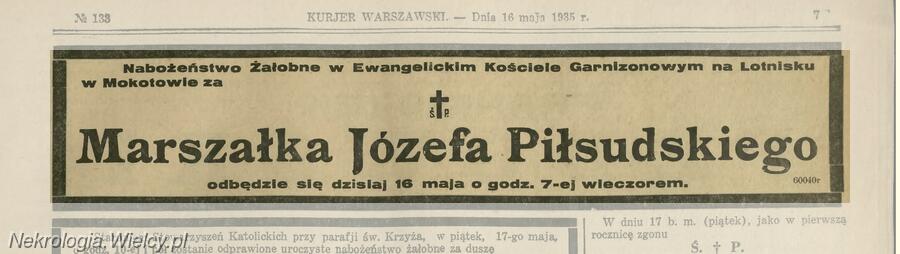 № 133 KURJER WARSZAWSKI. — Dnia 16 maja 1935 r. 7
Nabożeństwo Żałobne w Ewangelickim Kościele Garnizonowym na Lotnisku
w Mokotowie za
Ś. P.
Marszałka Józefa Piłsudskiego
odbędzie się dzisiaj 16 maja o godz. 7-ej wieczorem.
60040r
Stowarzyszeń Katolickich przy parafji św. Krzyża, w piątek, 17-go maja,
o godz. 10-ej zostanie odprawione uroczyste nabożeństwo żałobne za duszę
W dniu 17 b. m. (piątek), jako w pierwszą
rocznicę zgonu
Ś. † P.
Nekrologia.Wielcy.pl